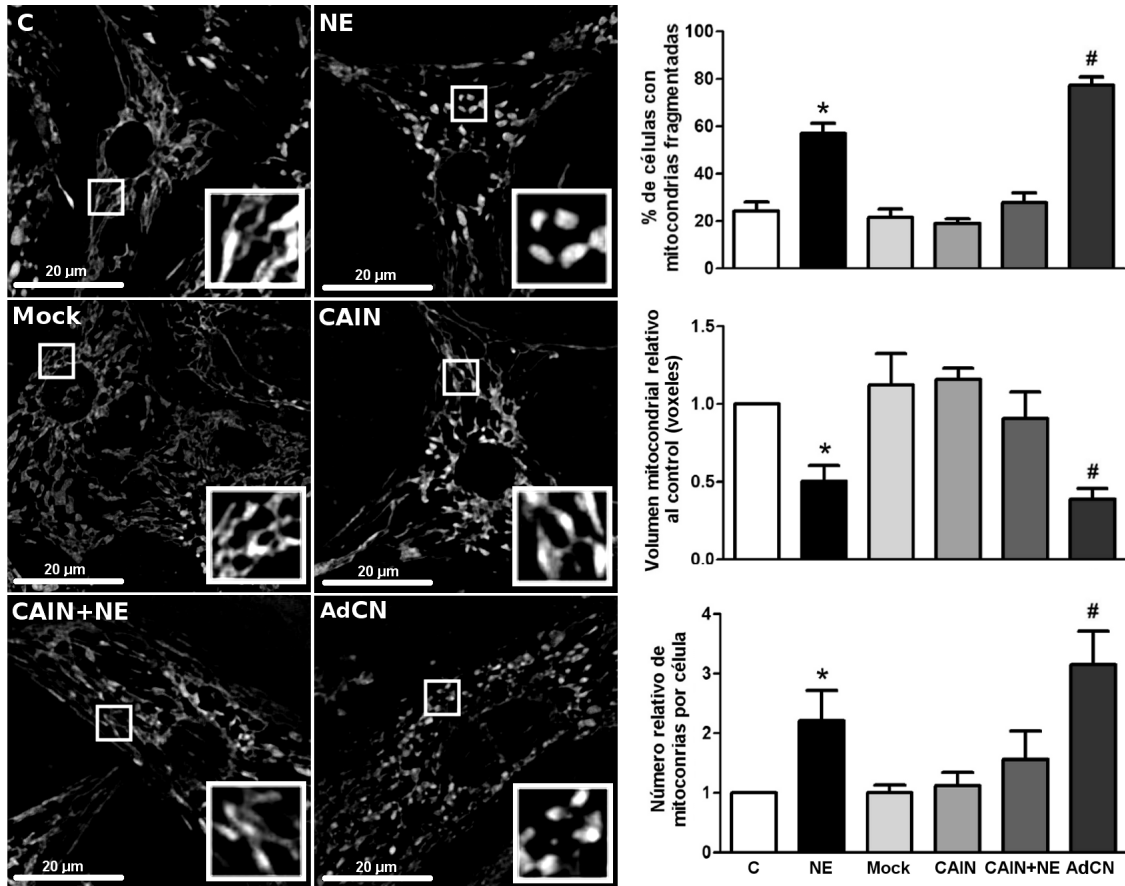 C
20 µm
NE
20 µm
Mock
20 µm
CAIN
20 µm
CAIN+NE
20 µm
AdCN
20 µm
% de células con
mitocondrias fragmentadas
100
80
60
40
20
0
*
#
Volumen mitocondrial relativo
al control (voxeles)
1.5
1.0
0.5
0.0
*
#
Número relativo de
mitoconrias por célula
4
3
2
1
0
*
#
C NE Mock CAIN CAIN+NE AdCN